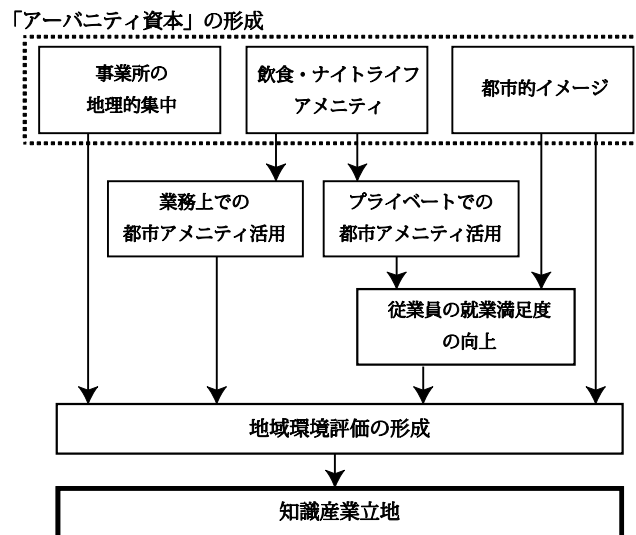 「アーバニティ資本」の形成
事業所の
地理的集中
飲食・ナイトライフ
アメニティ
都市的イメージ
業務上での
都市アメニティ活用
プライベートでの
都市アメニティ活用
従業員の就業満足度
の向上
地域環境評価の形成
知識産業立地